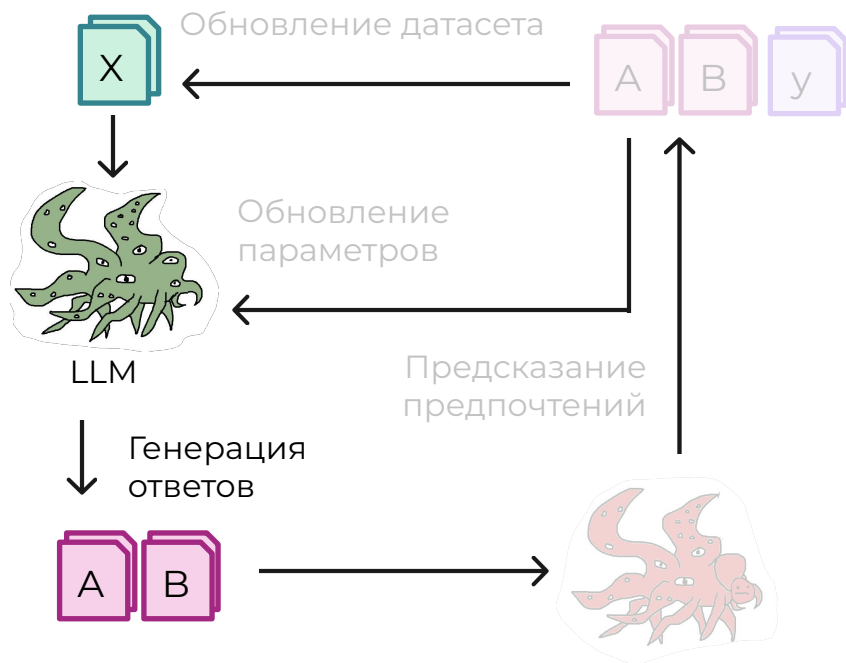 Обновление датасета
X
A B y
Обновление
параметров
LLM
Предсказание
предпочтений
Генерация
ответов
A B